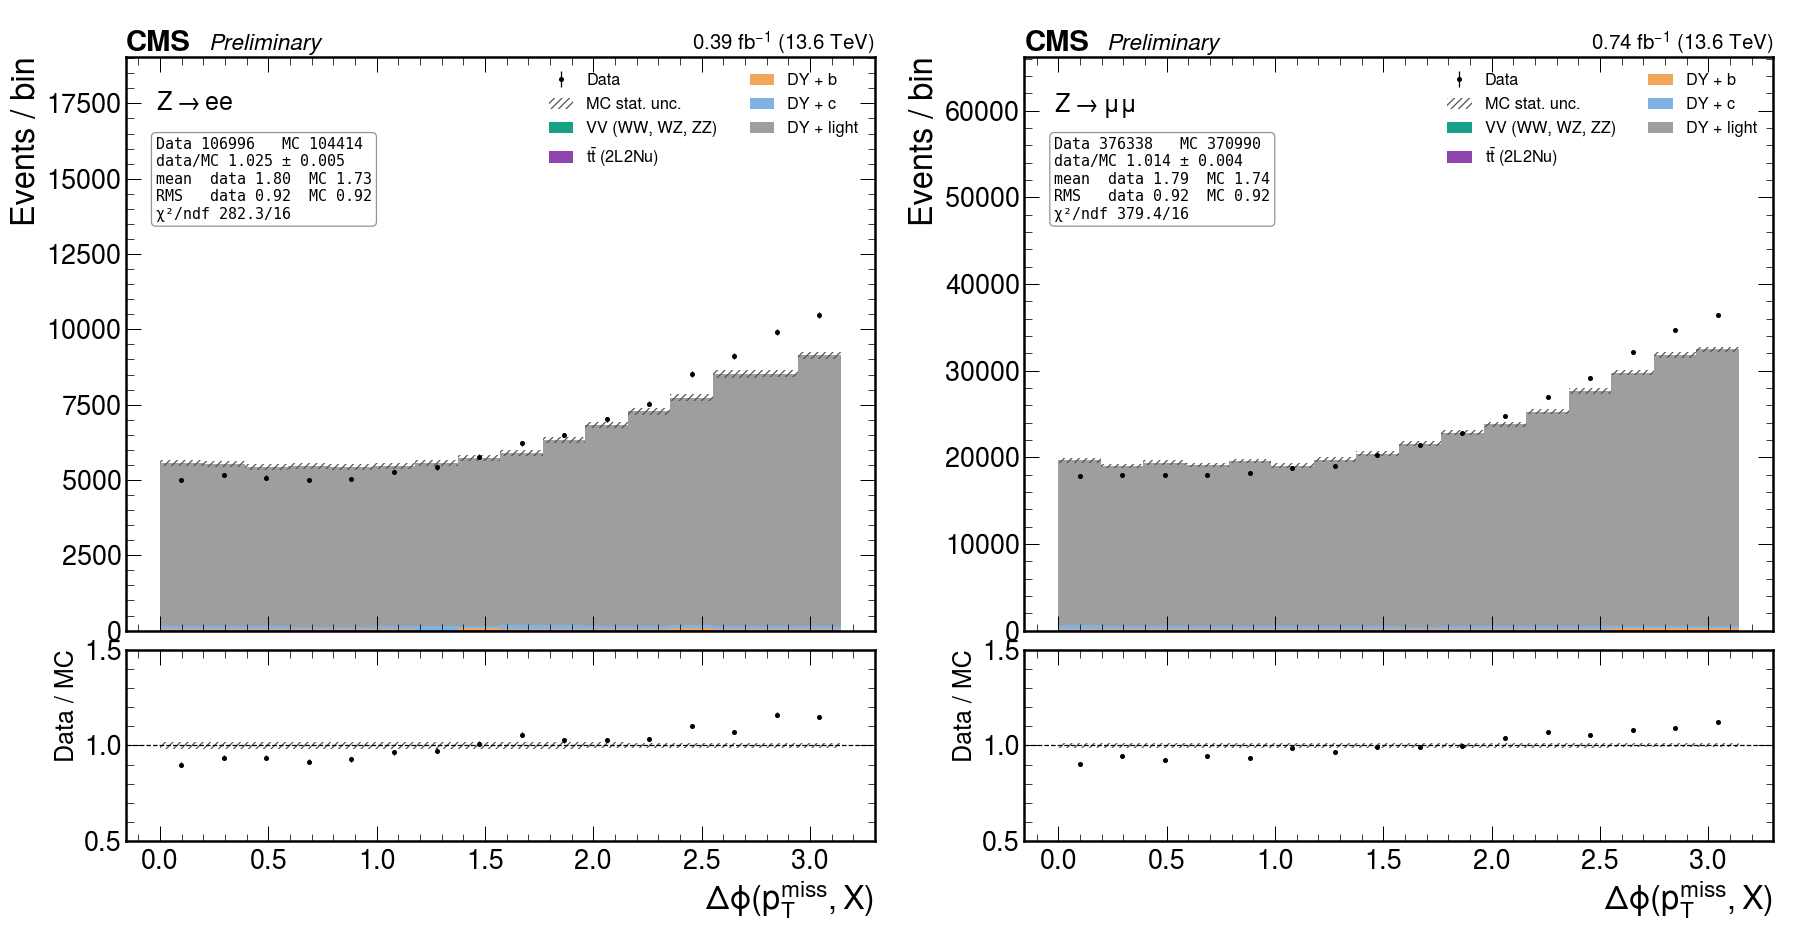 CMS Preliminary 0.39 fb⁻¹ (13.6 TeV)
Events / bin
Z → ee
Data 106996 MC 104414
data/MC 1.025 ± 0.005
mean data 1.80 MC 1.73
RMS data 0.92 MC 0.92
χ²/ndf 282.3/16
Data
MC stat. unc.
VV (WW, WZ, ZZ)
tt̄ (2L2Nu)
DY + b
DY + c
DY + light
17500
15000
12500
10000
7500
5000
2500
0
Data / MC
1.5
1.0
0.5
0.0 0.5 1.0 1.5 2.0 2.5 3.0
Δϕ(p_T^miss, X)
CMS Preliminary 0.74 fb⁻¹ (13.6 TeV)
Events / bin
Z → μμ
Data 376338 MC 370990
data/MC 1.014 ± 0.004
mean data 1.79 MC 1.74
RMS data 0.92 MC 0.92
χ²/ndf 379.4/16
Data
MC stat. unc.
VV (WW, WZ, ZZ)
tt̄ (2L2Nu)
DY + b
DY + c
DY + light
60000
50000
40000
30000
20000
10000
0
Data / MC
1.5
1.0
0.5
0.0 0.5 1.0 1.5 2.0 2.5 3.0
Δϕ(p_T^miss, X)